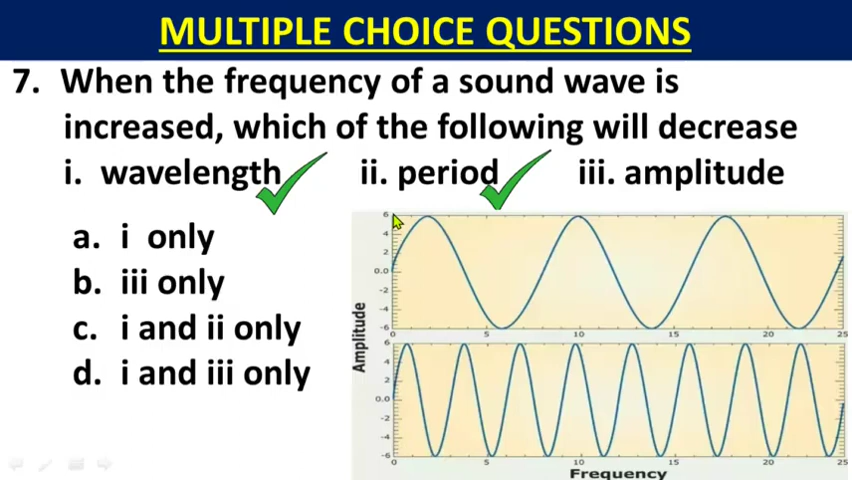 MULTIPLE CHOICE QUESTIONS
7. When the frequency of a sound wave is
increased, which of the following will decrease
i. wavelength ii. period iii. amplitude
a. i only
b. iii only
c. i and ii only
d. i and iii only
Amplitude
6
4
2
0.0
-2
-4
-6
0 5 10 15 20 25
6
4
2
0.0
-2
-4
-6
0 5 10 15 20 25
Frequency